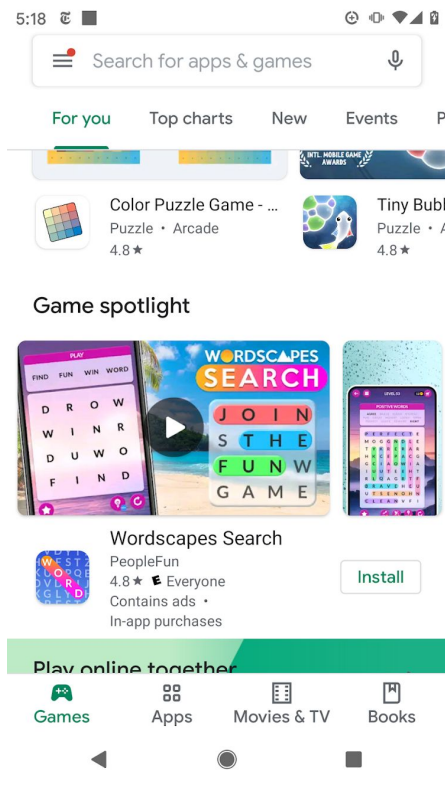 5:18
Search for apps & games
For you Top charts New Events P
INTL. MOBILE GAME
AWARDS
Color Puzzle Game - ...
Puzzle • Arcade
4.8★
Tiny Bubl
Puzzle • A
4.8★
Game spotlight
PLAY
FIND FUN WIN WORD
D R O W
W I N R
D U W O
F I N D
WORDSCAPES
SEARCH
J O I N
S T H E
F U N W
G A M E
Wordscapes Search
PeopleFun
4.8★ E Everyone
Contains ads •
In-app purchases
Install
WORD
Play online together
Games Apps Movies & TV Books